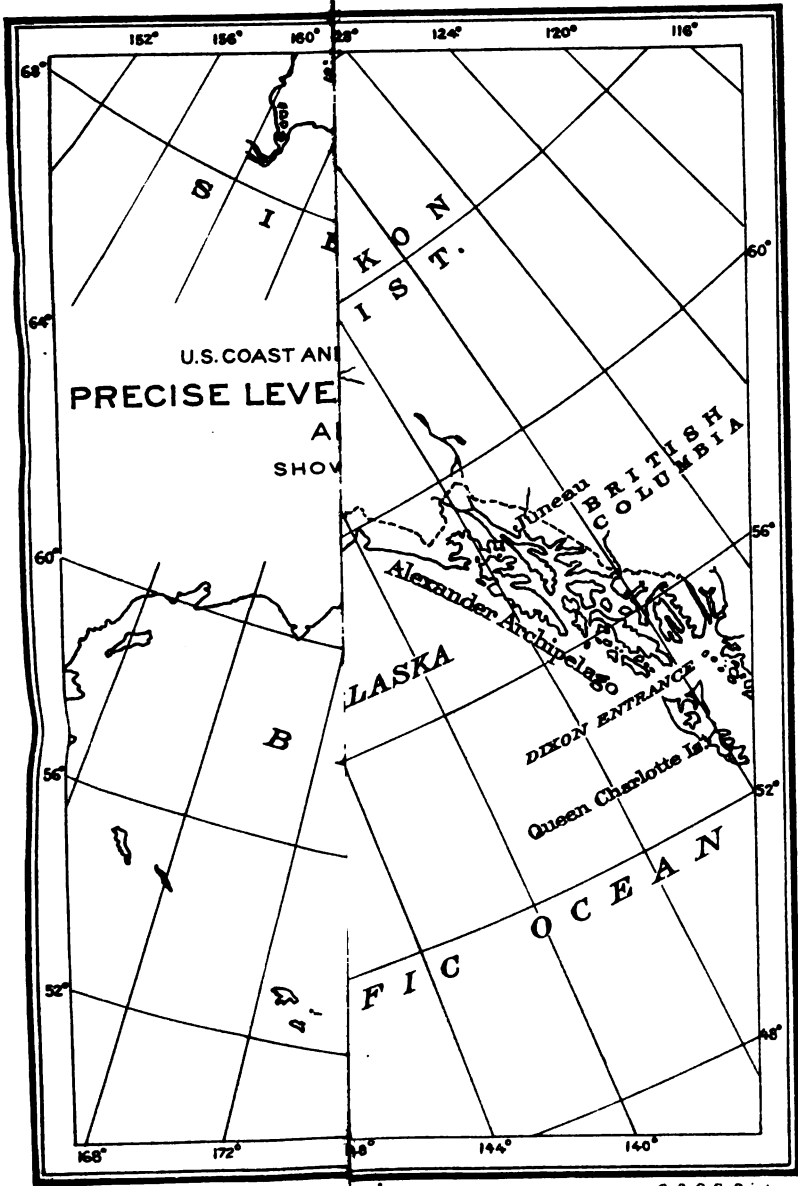 152° 156° 160°
124° 120° 116°
68°
S I
K O N
I S T.
60°
64°
U.S. COAST AN
PRECISE LEVE
A
SHOW
BRITISH
COLUMBIA
Juneau
56°
60°
Alexander Archipelago
LASKA
DIXON ENTRANCE
B
Queen Charlotte Is.
56°
52°
F I C OCEAN
52°
48°
168° 172°
144° 140°